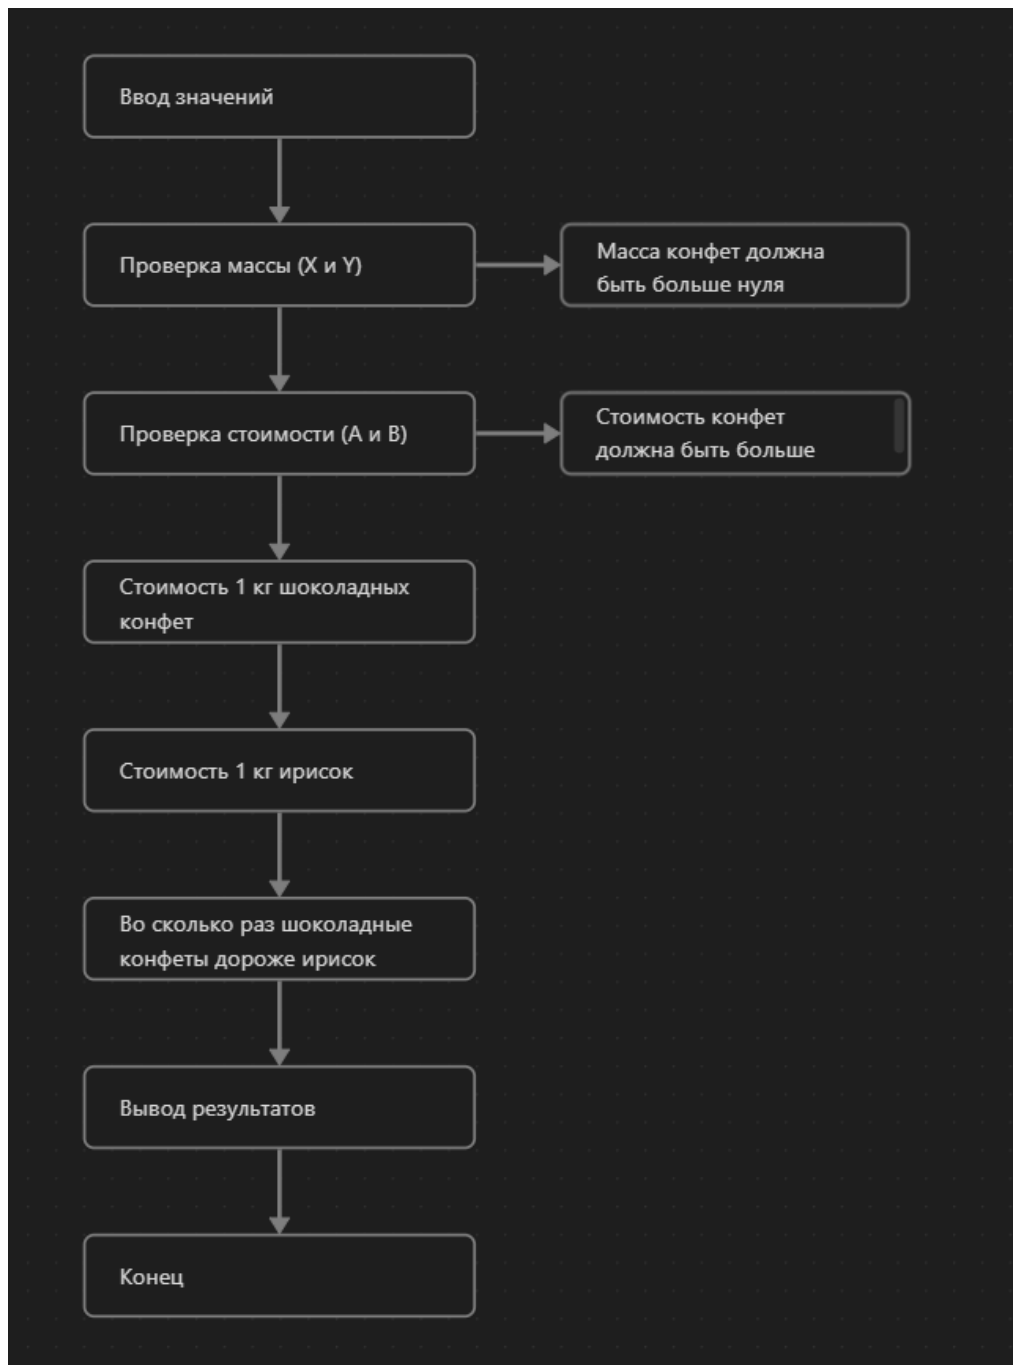 Ввод значений
Проверка массы (X и Y)
Масса конфет должна
быть больше нуля
Проверка стоимости (A и B)
Стоимость конфет
должна быть больше
Стоимость 1 кг шоколадных
конфет
Стоимость 1 кг ирисок
Во сколько раз шоколадные
конфеты дороже ирисок
Вывод результатов
Конец